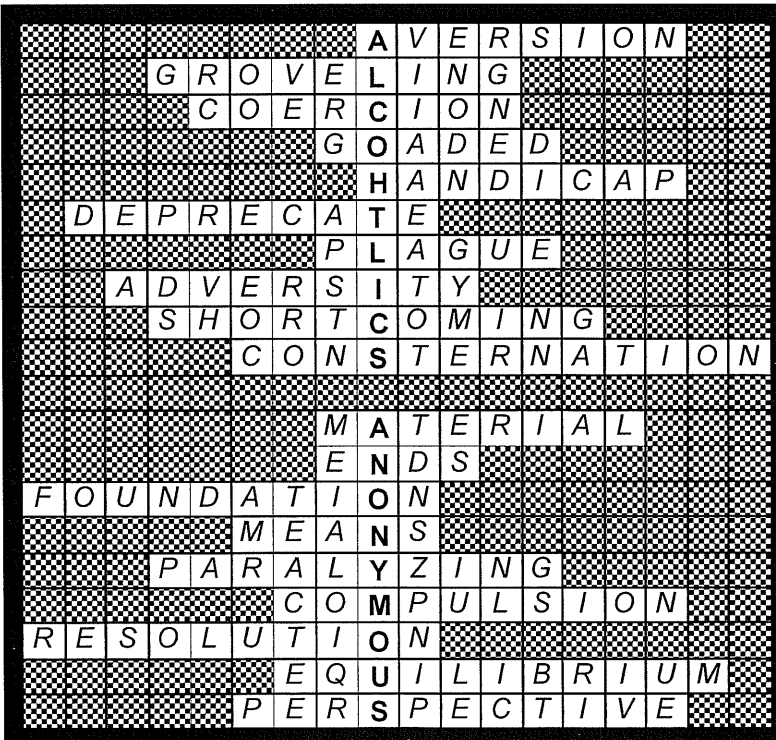 AVERSION
GROVELING
COERCION
GOADED
HANDICAP
DEPRECATE
PLAGUE
ADVERSITY
SHORTCOMING
CONSTERNATION
MATERIAL
ENDS
FOUNDATION
MEANS
PARALYZING
COMPULSION
RESOLUTION
EQUILIBRIUM
PERSPECTIVE